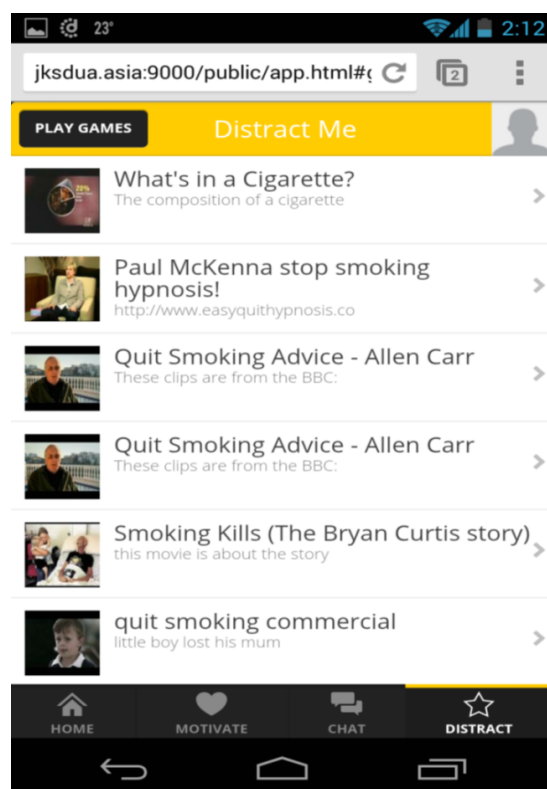 23°
2:12
jksdua.asia:9000/public/app.html#g
2
PLAY GAMES
Distract Me
20%
What's in a Cigarette?
The composition of a cigarette
Paul McKenna stop smoking
hypnosis!
http://www.easyquithypnosis.co
Quit Smoking Advice - Allen Carr
These clips are from the BBC:
Quit Smoking Advice - Allen Carr
These clips are from the BBC:
Smoking Kills (The Bryan Curtis story)
this movie is about the story
quit smoking commercial
little boy lost his mum
HOME
MOTIVATE
CHAT
DISTRACT